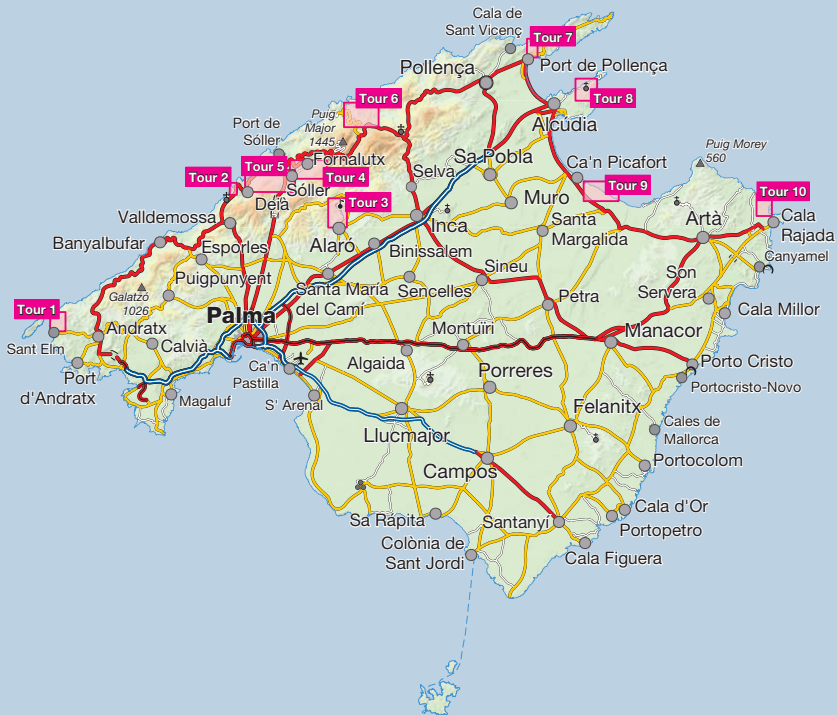 Cala de
Sant Vicenç
Tour 7
Pollença
Port de Pollença
Tour 6
Tour 8
Puig
Major
1445
Port de
Sóller
Alcúdia
Fornalutx
Sa Pobla
Puig Morey
560
Tour 2
Tour 5
Tour 4
Selva
Ca'n Picafort
Sóller
Tour 9
Tour 10
Deià
Tour 3
Muro
Valldemossa
Inca
Santa
Margalida
Artà
Cala
Rajada
Banyalbufar
Esporles
Alaró
Binissalem
Canyamel
Puigpunyent
Sineu
Son
Servera
Galatzó
1026
Santa Maria
del Camí
Sencelles
Petra
Tour 1
Palma
Cala Millor
Andratx
Montuïri
Manacor
Sant Elm
Calvià
Algaida
Porto Cristo
Port
d'Andratx
Ca'n
Pastilla
Porreres
Portocristo-Novo
Magaluf
S' Arenal
Felanitx
Llucmajor
Cales de
Mallorca
Campos
Portocolom
Cala d'Or
Sa Ràpita
Santanyí
Portopetro
Colònia de
Sant Jordi
Cala Figuera